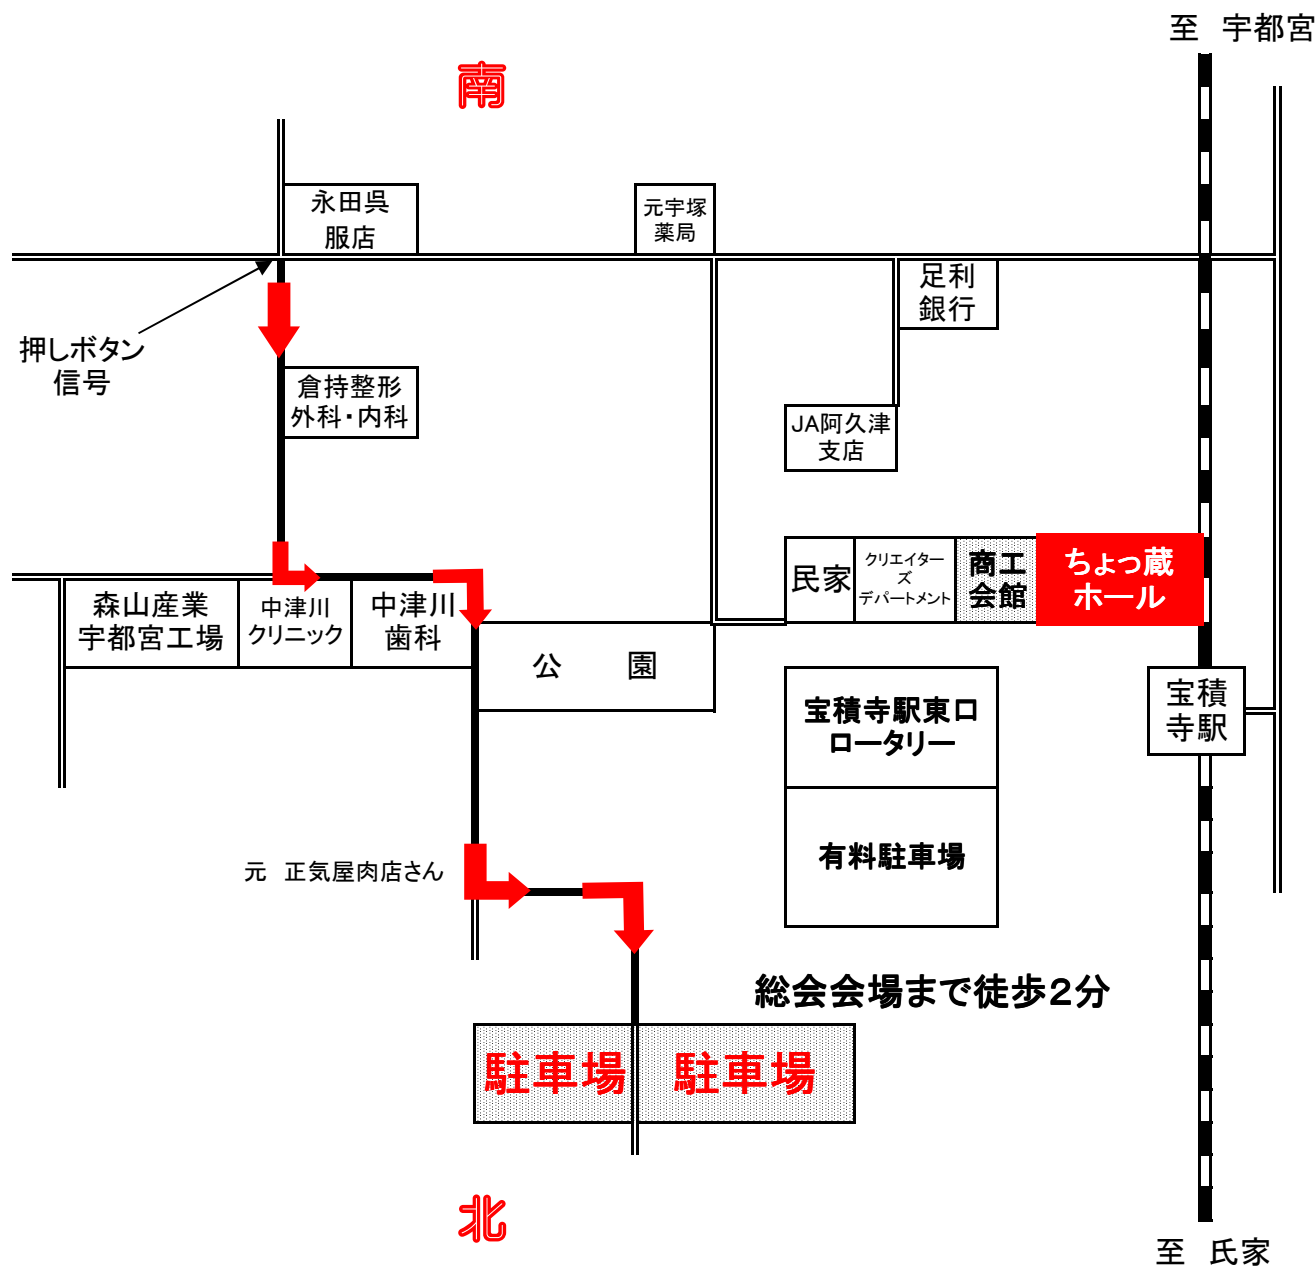 至　宇都宮
南
永田呉
服店
元宇塚
薬局
足利
銀行
押しボタン
信号
倉持整形
外科・内科
JA阿久津
支店
民家
クリエイター
ズ
デパートメント
商工
会館
ちょっ蔵
ホール
森山産業
宇都宮工場
中津川
クリニック
中津川
歯科
公　園
宝積寺駅東口
ロータリー
宝積
寺駅
有料駐車場
元　正気屋肉店さん
総会会場まで徒歩2分
駐車場
駐車場
北
至　氏家